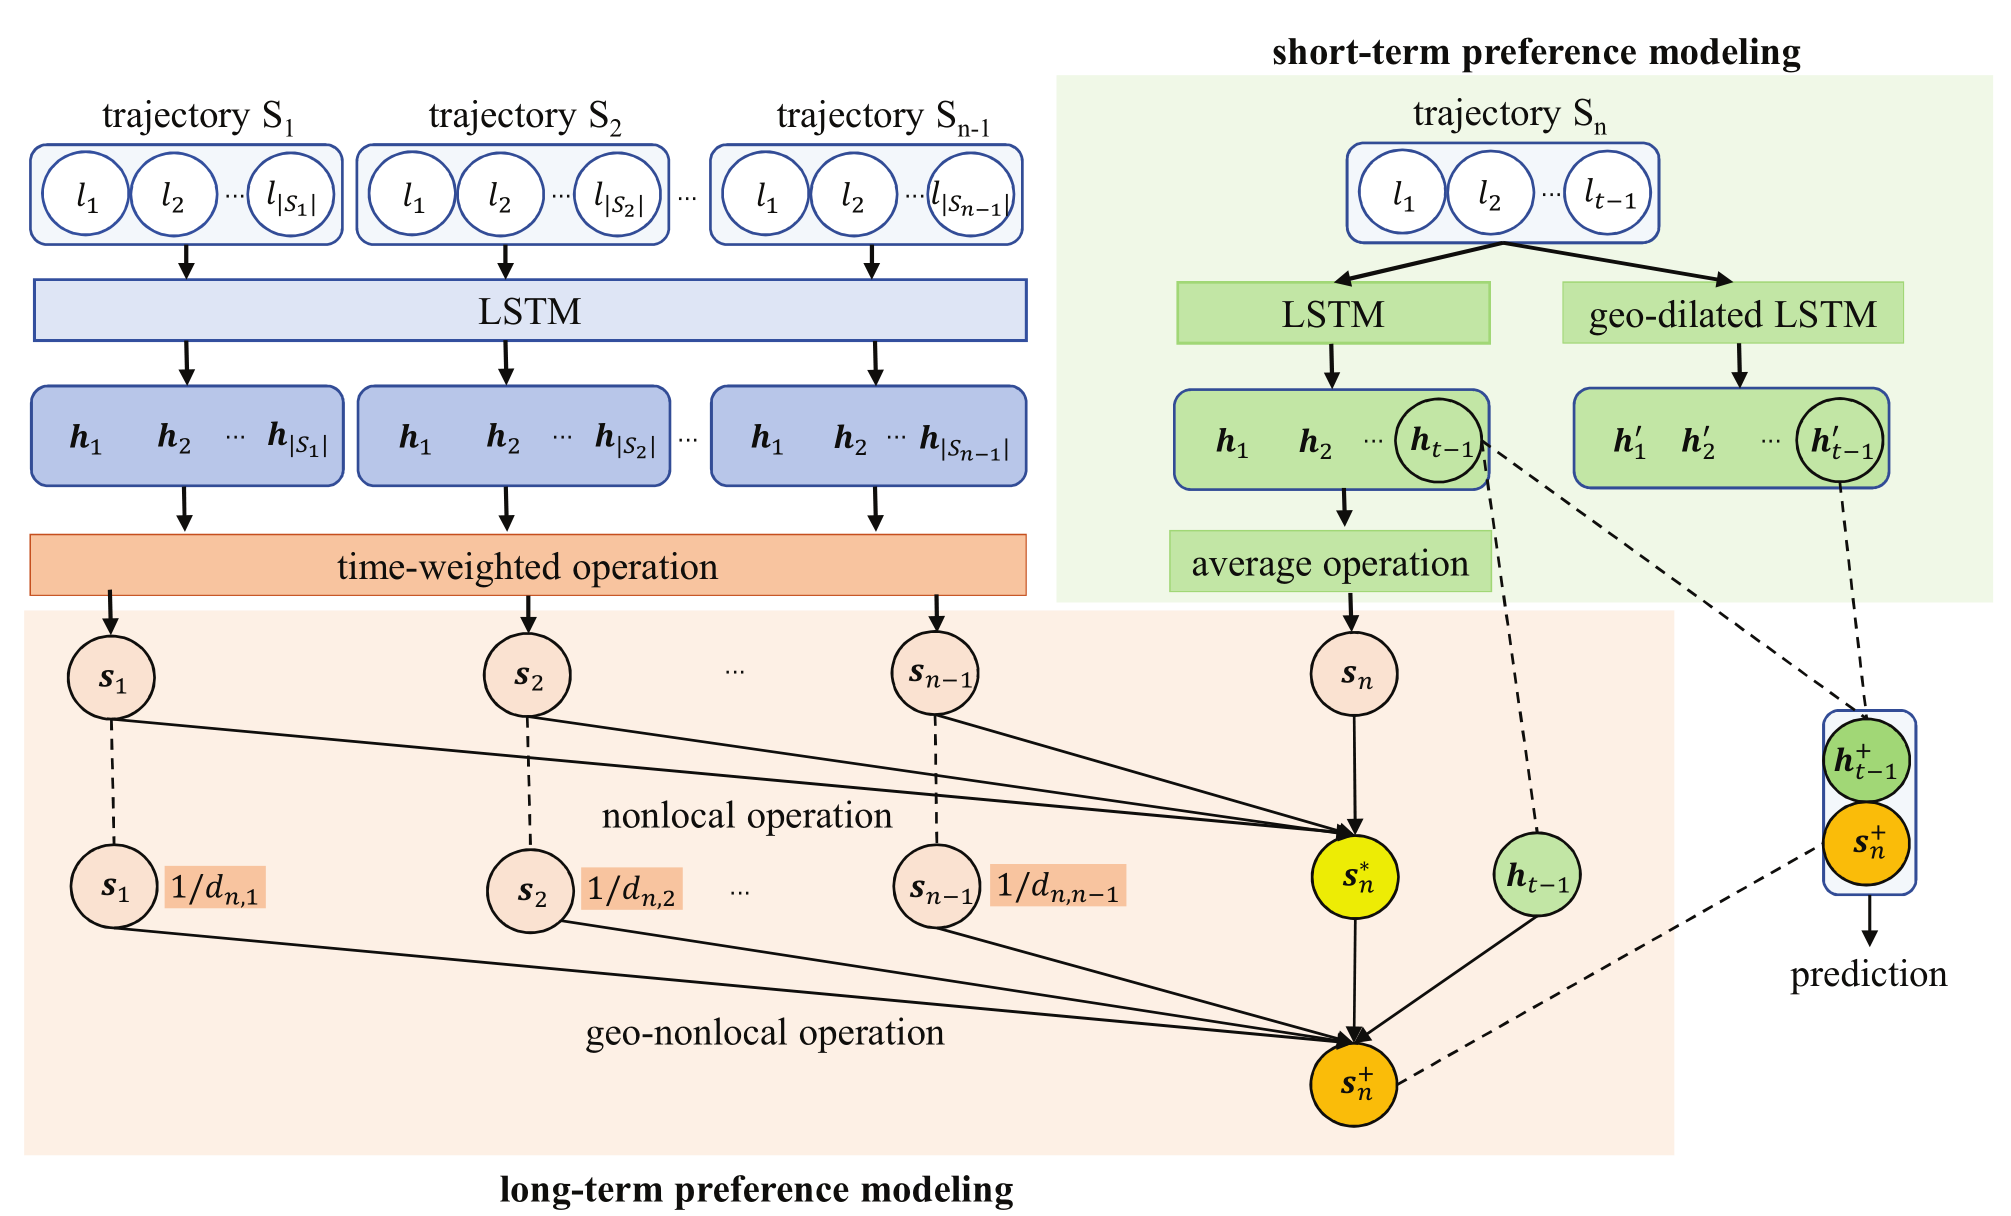 short-term preference modeling
trajectory S1
trajectory S2
trajectory Sn-1
trajectory Sn
l1 l2 ... l|S1|
l1 l2 ... l|S2|
...
l1 l2 ... l|Sn−1|
l1 l2 ... lt−1
LSTM
LSTM
geo-dilated LSTM
h1 h2 ... h|S1|
h1 h2 ... h|S2|
...
h1 h2 ... h|Sn−1|
h1 h2 ... ht−1
h′1 h′2 ... h′t−1
time-weighted operation
average operation
s1
s2
...
sn−1
sn
nonlocal operation
h+t−1
s+n
s1 1/dn,1
s2 1/dn,2
...
sn−1 1/dn,n−1
s*n
ht−1
prediction
geo-nonlocal operation
s+n
long-term preference modeling